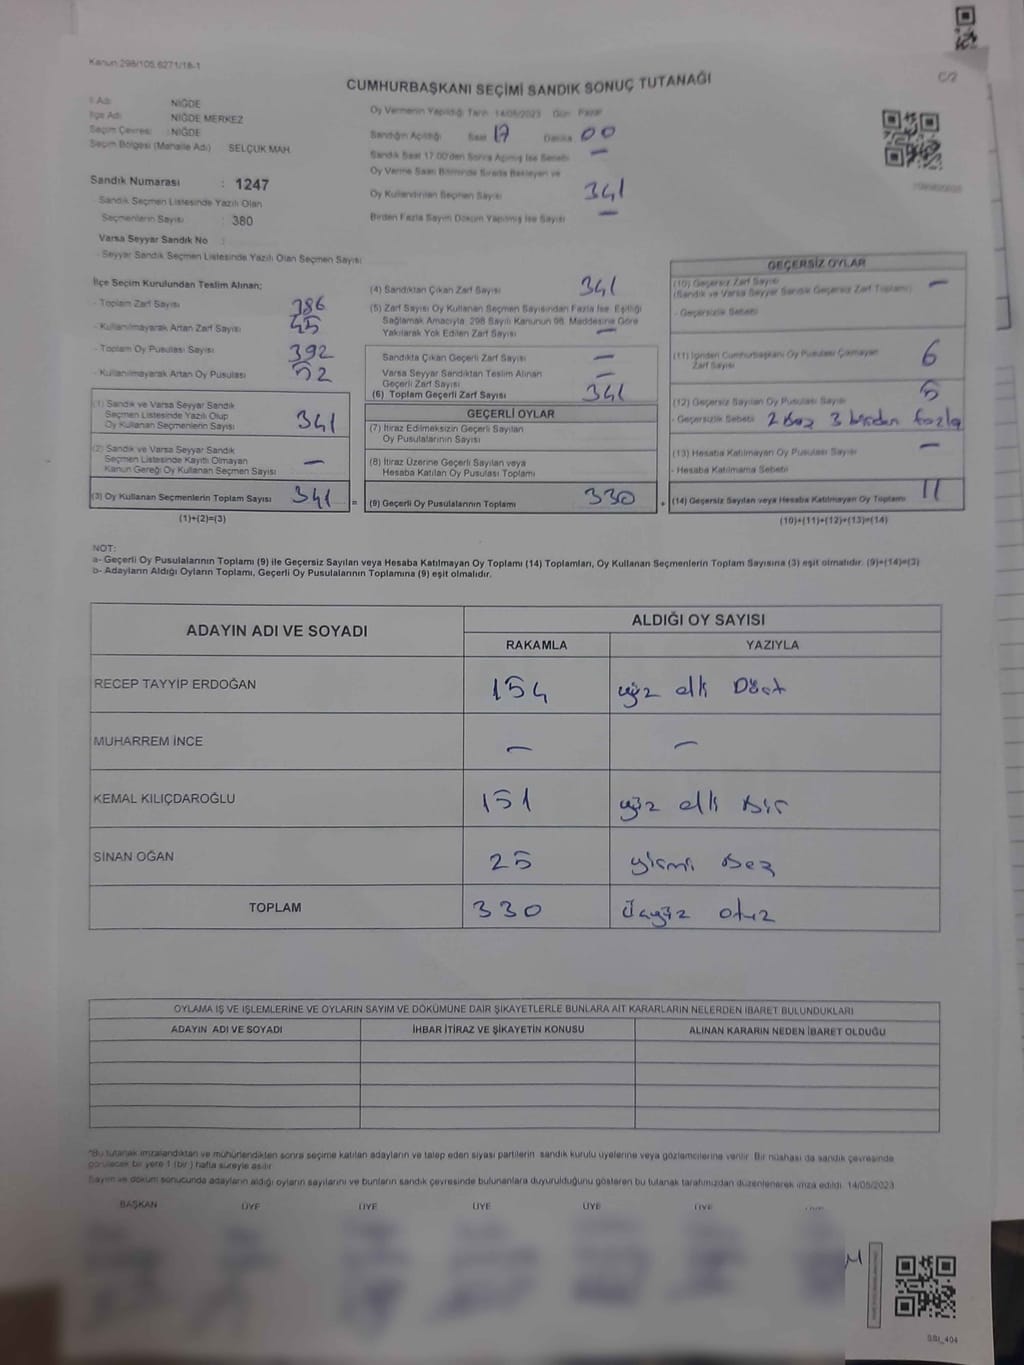 Kanun:298/105,6271/18-1
C/2
CUMHURBAŞKANI SEÇİMİ SANDIK SONUÇ TUTANAĞI
İl Adı : NİĞDE
İlçe Adı : NİĞDE MERKEZ
Seçim Çevresi : NİĞDE
Seçim Bölgesi (Mahalle Adı) SELÇUK MAH.
Sandık Numarası : 1247
- Sandık Seçmen Listesinde Yazılı Olan
Seçmenlerin Sayısı : 380
Varsa Seyyar Sandık No :
- Seyyar Sandık Seçmen Listesinde Yazılı Olan Seçmen Sayısı
Oy Vermenin Yapıldığı Tarih 14/05/2023 Gün Pazar
Sandığın Açıldığı Saat 17 Dakika 00
Sandık Saat 17.00'den Sonra Açılmış İse Sebebi –
Oy Verme Saati Bitiminde Sırada Bekleyen ve
Oy Kullandırılan Seçmen Sayısı 341
Birden Fazla Sayım Döküm Yapılmış İse Sayısı –
İlçe Seçim Kurulundan Teslim Alınan;
- Toplam Zarf Sayısı 386
- Kullanılmayarak Artan Zarf Sayısı 45
- Toplam Oy Pusulası Sayısı 392
- Kullanılmayarak Artan Oy Pusulası 52
(1) Sandık ve Varsa Seyyar Sandık
Seçmen Listesinde Yazılı Olup
Oy Kullanan Seçmenlerin Sayısı 341
(2) Sandık ve Varsa Seyyar Sandık
Seçmen Listesinde Kayıtlı Olmayan
Kanun Gereği Oy Kullanan Seçmen Sayısı –
(3) Oy Kullanan Seçmenlerin Toplam Sayısı 341 =
(1)+(2)=(3)
(4) Sandıktan Çıkan Zarf Sayısı 341
(5) Zarf Sayısı Oy Kullanan Seçmen Sayısından Fazla İse, Eşitliği
Sağlamak Amacıyla, 298 Sayılı Kanunun 98. Maddesine Göre
Yakılarak Yok Edilen Zarf Sayısı –
Sandıkta Çıkan Geçerli Zarf Sayısı –
Varsa Seyyar Sandıktan Teslim Alınan
Geçerli Zarf Sayısı –
(6) Toplam Geçerli Zarf Sayısı 341
GEÇERLİ OYLAR
(7) İtiraz Edilmeksizin Geçerli Sayılan
Oy Pusulalarının Sayısı
(8) İtiraz Üzerine Geçerli Sayılan veya
Hesaba Katılan Oy Pusulası Toplamı
(9) Geçerli Oy Pusulalarının Toplamı 330 +
GEÇERSİZ OYLAR
(10) Geçersiz Zarf Sayısı –
(Sandık ve Varsa Seyyar Sandık Geçersiz Zarf Toplamı)
- Geçersizlik Sebebi
(11) İçinden Cumhurbaşkanı Oy Pusulası Çıkmayan
Zarf Sayısı 6
(12) Geçersiz Sayılan Oy Pusulası Sayısı 5
- Geçersizlik Sebebi 2 Boş 3 birden fazla
(13) Hesaba Katılmayan Oy Pusulası Sayısı –
- Hesaba Katılmama Sebebi
(14) Geçersiz Sayılan veya Hesaba Katılmayan Oy Toplamı 11
(10)+(11)+(12)+(13)=(14)
NOT:
a- Geçerli Oy Pusulalarının Toplamı (9) ile Geçersiz Sayılan veya Hesaba Katılmayan Oy Toplamı (14) Toplamları, Oy Kullanan Seçmenlerin Toplam Sayısına (3) eşit olmalıdır. (9)+(14)=(3)
b- Adayların Aldığı Oyların Toplamı, Geçerli Oy Pusulalarının Toplamına (9) eşit olmalıdır.
ADAYIN ADI VE SOYADI ALDIĞI OY SAYISI
RAKAMLA YAZIYLA
RECEP TAYYİP ERDOĞAN 154 yüz elli Dört
MUHARREM İNCE – –
KEMAL KILIÇDAROĞLU 151 yüz elli bir
SİNAN OĞAN 25 yirmi beş
TOPLAM 330 üçyüz otuz
OYLAMA İŞ VE İŞLEMLERİNE VE OYLARIN SAYIM VE DÖKÜMÜNE DAİR ŞİKAYETLERLE BUNLARA AİT KARARLARIN NELERDEN İBARET BULUNDUKLARI
ADAYIN ADI VE SOYADI İHBAR İTİRAZ VE ŞİKAYETİN KONUSU ALINAN KARARIN NEDEN İBARET OLDUĞU
*Bu tutanak imzalandıktan ve mühürlendikten sonra seçime katılan adayların ve talep eden siyasi partilerin sandık kurulu üyelerine veya gözlemcilerine verilir. Bir nüshası da sandık çevresinde
görülecek bir yere 1 (bir) hafta süreyle asılır.
Sayım ve döküm sonucunda adayların aldığı oyların sayılarını ve bunların sandık çevresinde bulunanlara duyurulduğunu gösteren bu tutanak tarafımızdan düzenlenerek imza edildi. 14/05/2023
BAŞKAN ÜYE ÜYE ÜYE ÜYE ÜYE
SSt_404